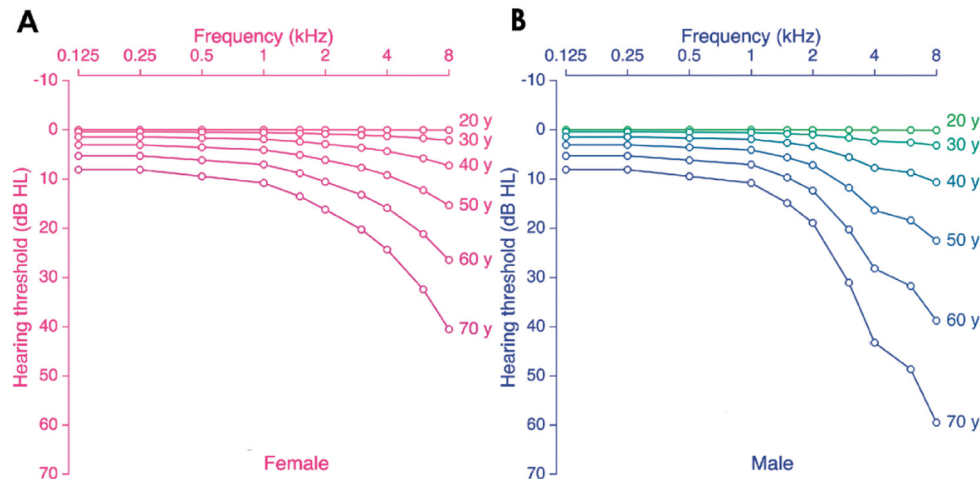 A
Frequency (kHz)
0.125 0.25 0.5 1 2 4 8
-10
0
10
20
30
40
50
60
70
Hearing threshold (dB HL)
20 y
30 y
40 y
50 y
60 y
70 y
Female
B
Frequency (kHz)
0.125 0.25 0.5 1 2 4 8
-10
0
10
20
30
40
50
60
70
Hearing threshold (dB HL)
20 y
30 y
40 y
50 y
60 y
70 y
Male